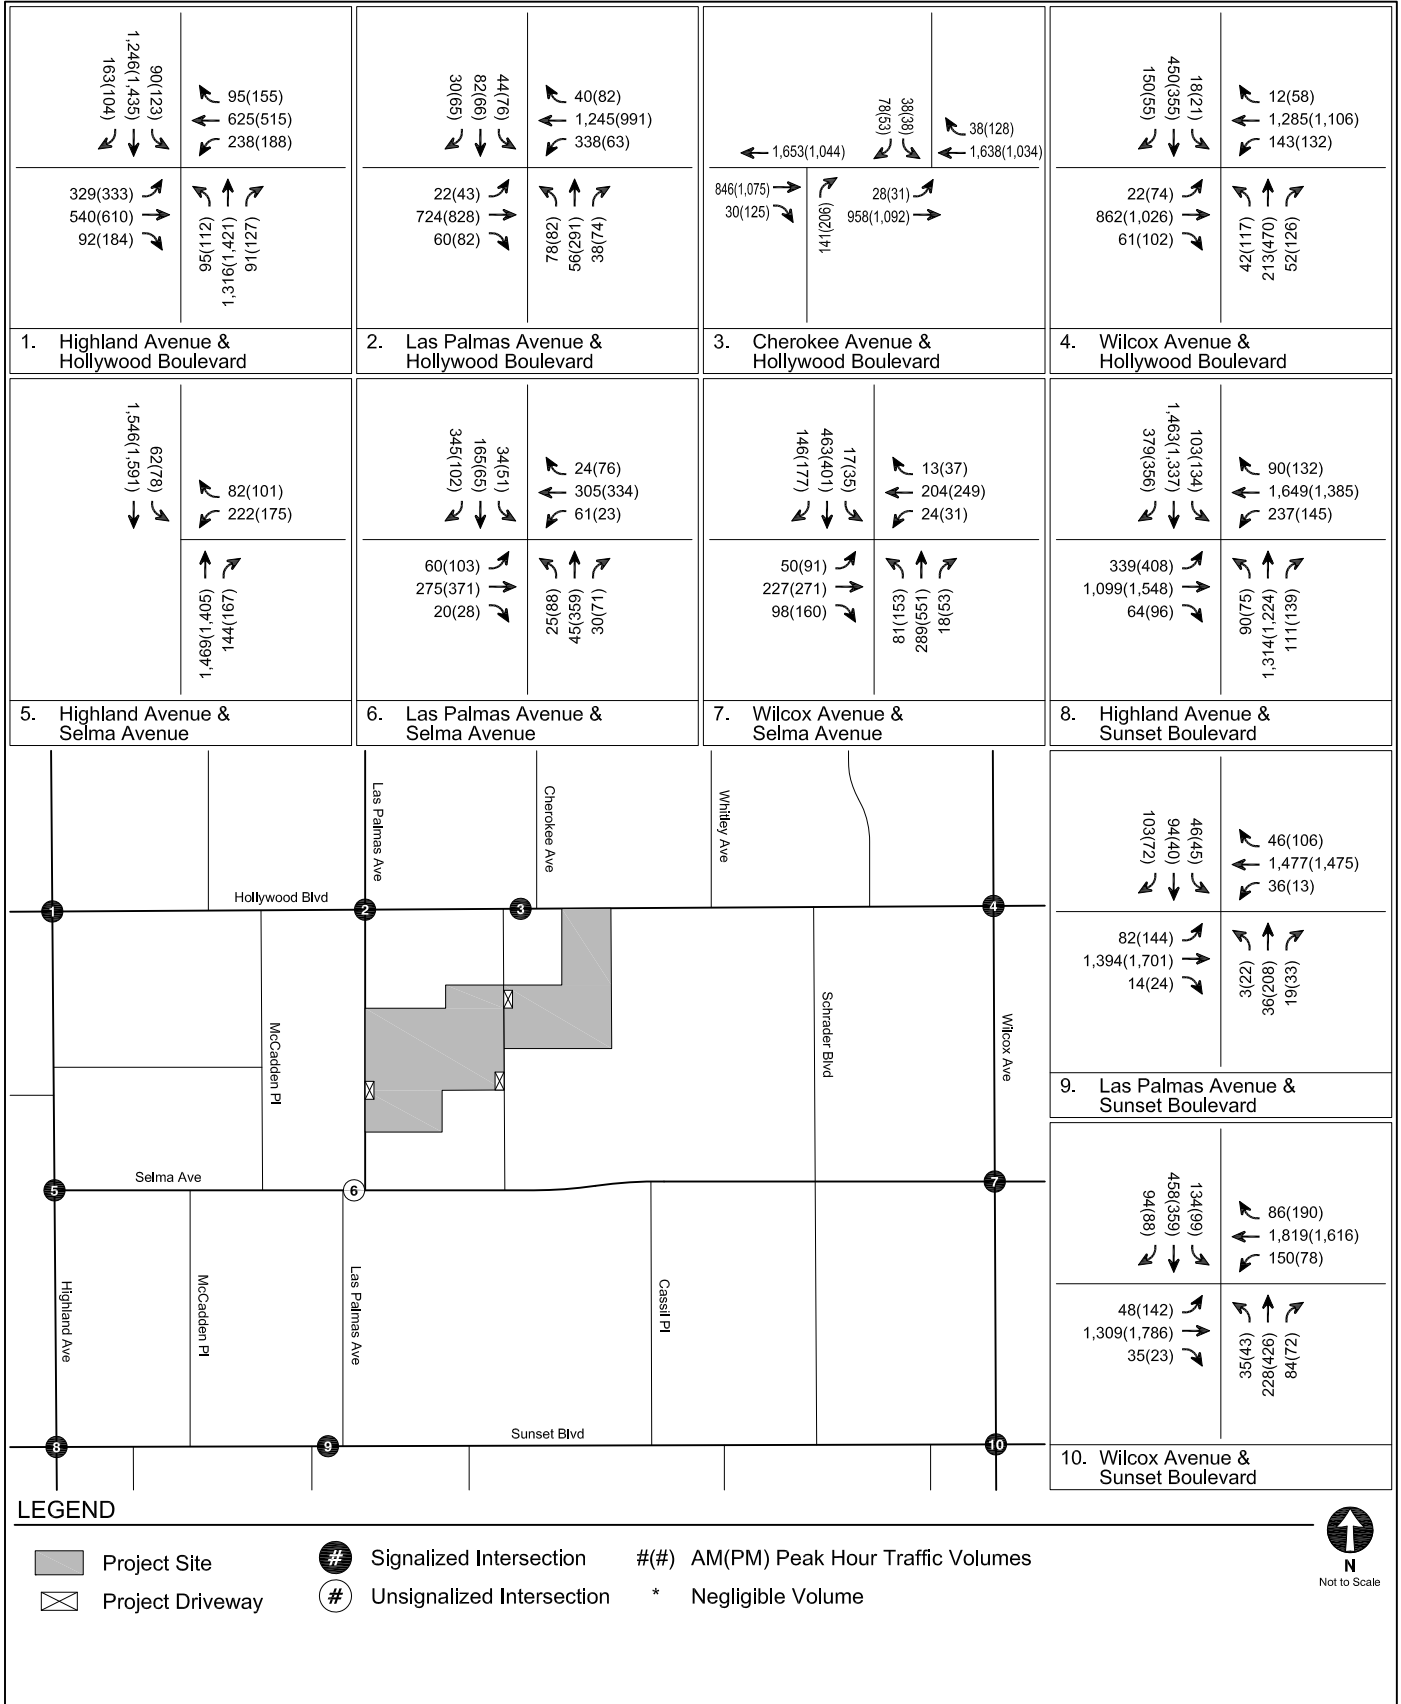 163(104)
1,246(1,435)
90(123)
95(155)
625(515)
238(188)
329(333)
540(610)
92(184)
95(112)
1,316(1,421)
91(127)
1. Highland Avenue &
Hollywood Boulevard
30(65)
82(66)
44(76)
40(82)
1,245(991)
338(63)
22(43)
724(828)
60(82)
78(82)
56(291)
38(74)
2. Las Palmas Avenue &
Hollywood Boulevard
78(53)
38(38)
38(128)
1,653(1,044)
1,638(1,034)
846(1,075)
30(125)
141(206)
28(31)
958(1,092)
3. Cherokee Avenue &
Hollywood Boulevard
150(55)
450(355)
18(21)
12(58)
1,285(1,106)
143(132)
22(74)
862(1,026)
61(102)
42(117)
213(470)
52(126)
4. Wilcox Avenue &
Hollywood Boulevard
1,546(1,591)
62(78)
82(101)
222(175)
1,469(1,405)
144(167)
5. Highland Avenue &
Selma Avenue
345(102)
165(65)
34(51)
24(76)
305(334)
61(23)
60(103)
275(371)
20(28)
25(88)
45(359)
30(71)
6. Las Palmas Avenue &
Selma Avenue
146(177)
463(401)
17(35)
13(37)
204(249)
24(31)
50(91)
227(271)
98(160)
81(153)
289(551)
18(53)
7. Wilcox Avenue &
Selma Avenue
379(356)
1,463(1,337)
103(134)
90(132)
1,649(1,385)
237(145)
339(408)
1,099(1,548)
64(96)
90(75)
1,314(1,224)
111(139)
8. Highland Avenue &
Sunset Boulevard
103(72)
94(40)
46(45)
46(106)
1,477(1,475)
36(13)
82(144)
1,394(1,701)
14(24)
3(22)
36(208)
19(33)
9. Las Palmas Avenue &
Sunset Boulevard
94(88)
458(359)
134(99)
86(190)
1,819(1,616)
150(78)
48(142)
1,309(1,786)
35(23)
35(43)
228(426)
84(72)
10. Wilcox Avenue &
Sunset Boulevard
Las Palmas Ave
Cherokee Ave
Whitley Ave
Hollywood Blvd
1
2
3
4
McCadden Pl
Schrader Blvd
Wilcox Ave
Selma Ave
5
6
7
Highland Ave
McCadden Pl
Las Palmas Ave
Cassil Pl
Sunset Blvd
8
9
10
LEGEND
Project Site
# Signalized Intersection
#(#) AM(PM) Peak Hour Traffic Volumes
Project Driveway
# Unsignalized Intersection
* Negligible Volume
N
Not to Scale